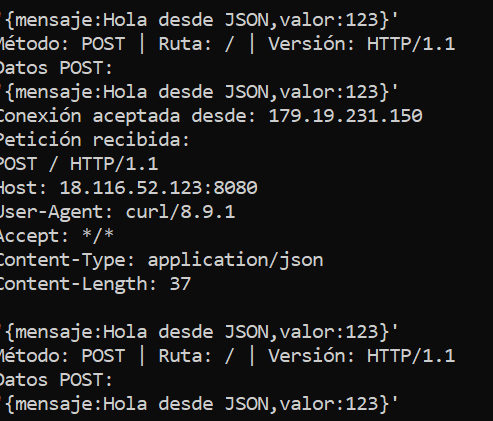 '{mensaje:Hola desde JSON,valor:123}'
Método: POST | Ruta: / | Versión: HTTP/1.1
Datos POST:
'{mensaje:Hola desde JSON,valor:123}'
Conexión aceptada desde: 179.19.231.150
Petición recibida:
POST / HTTP/1.1
Host: 18.116.52.123:8080
User-Agent: curl/8.9.1
Accept: */*
Content-Type: application/json
Content-Length: 37

'{mensaje:Hola desde JSON,valor:123}'
Método: POST | Ruta: / | Versión: HTTP/1.1
Datos POST:
'{mensaje:Hola desde JSON,valor:123}'